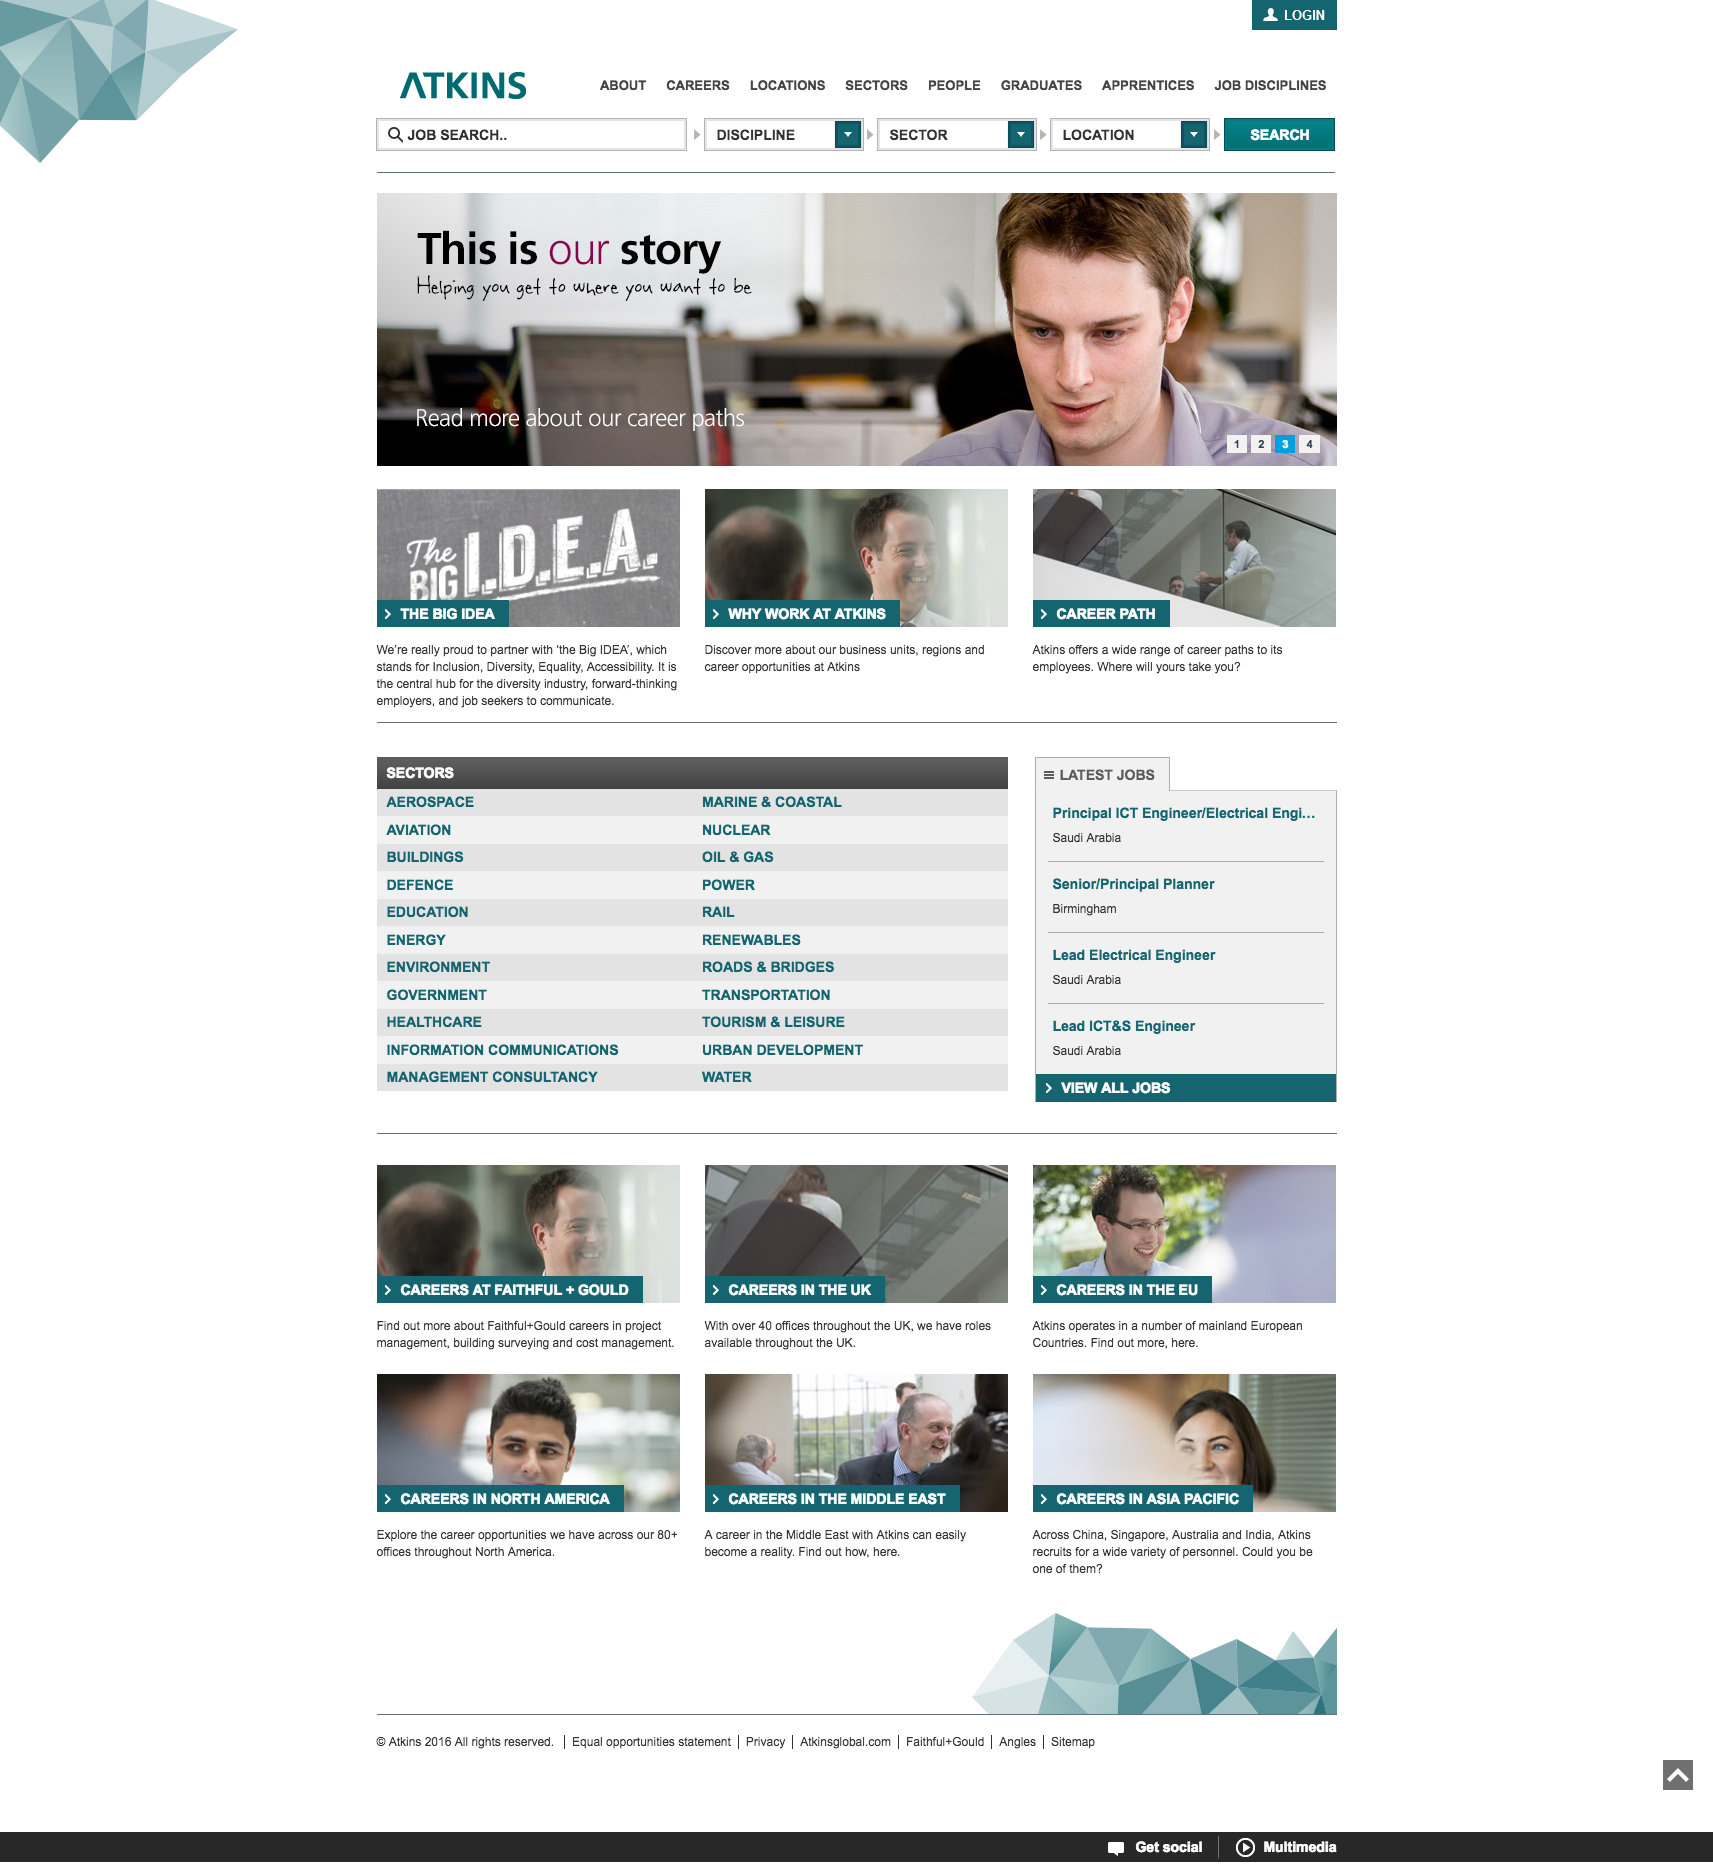 LOGIN
ATKINS
ABOUT CAREERS LOCATIONS SECTORS PEOPLE GRADUATES APPRENTICES JOB DISCIPLINES
JOB SEARCH.. DISCIPLINE SECTOR LOCATION SEARCH
This is our story
Helping you get to where you want to be
Read more about our career paths
1 2 3 4
The
BIG I.D.E.A.
THE BIG IDEA
We're really proud to partner with 'the Big IDEA', which
stands for Inclusion, Diversity, Equality, Accessibility. It is
the central hub for the diversity industry, forward-thinking
employers, and job seekers to communicate.
WHY WORK AT ATKINS
Discover more about our business units, regions and
career opportunities at Atkins
CAREER PATH
Atkins offers a wide range of career paths to its
employees. Where will yours take you?
SECTORS
AEROSPACE MARINE & COASTAL
AVIATION NUCLEAR
BUILDINGS OIL & GAS
DEFENCE POWER
EDUCATION RAIL
ENERGY RENEWABLES
ENVIRONMENT ROADS & BRIDGES
GOVERNMENT TRANSPORTATION
HEALTHCARE TOURISM & LEISURE
INFORMATION COMMUNICATIONS URBAN DEVELOPMENT
MANAGEMENT CONSULTANCY WATER
LATEST JOBS
Principal ICT Engineer/Electrical Engi...
Saudi Arabia
Senior/Principal Planner
Birmingham
Lead Electrical Engineer
Saudi Arabia
Lead ICT&S Engineer
Saudi Arabia
VIEW ALL JOBS
CAREERS AT FAITHFUL + GOULD
Find out more about Faithful+Gould careers in project
management, building surveying and cost management.
CAREERS IN THE UK
With over 40 offices throughout the UK, we have roles
available throughout the UK.
CAREERS IN THE EU
Atkins operates in a number of mainland European
Countries. Find out more, here.
CAREERS IN NORTH AMERICA
Explore the career opportunities we have across our 80+
offices throughout North America.
CAREERS IN THE MIDDLE EAST
A career in the Middle East with Atkins can easily
become a reality. Find out how, here.
CAREERS IN ASIA PACIFIC
Across China, Singapore, Australia and India, Atkins
recruits for a wide variety of personnel. Could you be
one of them?
© Atkins 2016 All rights reserved. Equal opportunities statement Privacy Atkinsglobal.com Faithful+Gould Angles Sitemap
Get social Multimedia